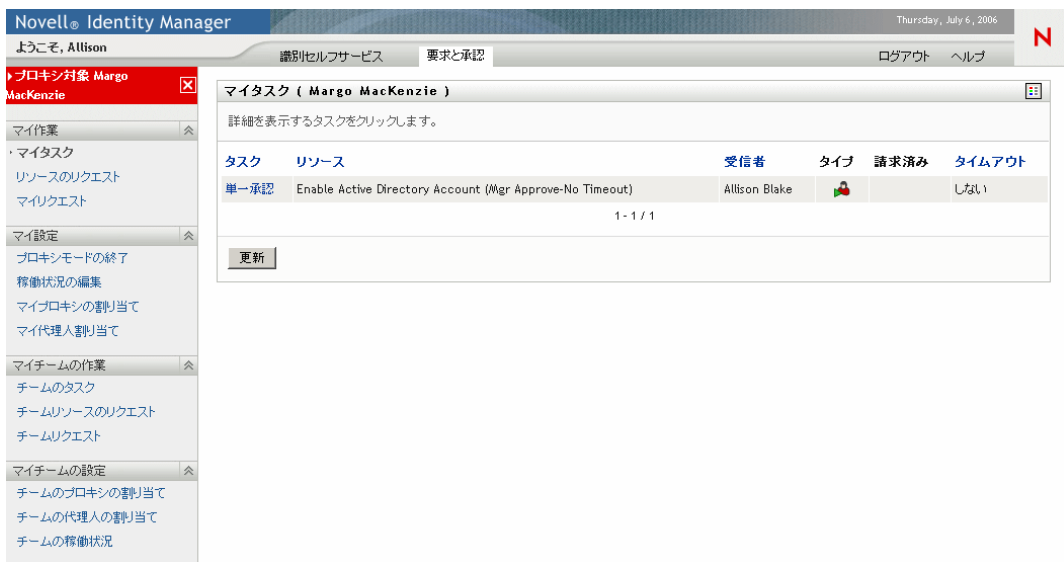 Novell® Identity Manager
Thursday, July 6, 2006
N
ようこそ, Allison
識別セルフサービス
要求と承認
ログアウト
ヘルプ
プロキシ対象 Margo
MacKenzie
マイ作業
マイタスク
リソースのリクエスト
マイリクエスト
マイ設定
プロキシモードの終了
稼働状況の編集
マイプロキシの割り当て
マイ代理人割り当て
マイチームの作業
チームのタスク
チームリソースのリクエスト
チームリクエスト
マイチームの設定
チームのプロキシの割り当て
チームの代理人の割り当て
チームの稼働状況
マイタスク ( Margo MacKenzie )
詳細を表示するタスクをクリックします。
タスク リソース 受信者 タイプ 請求済み タイムアウト
単一承認 Enable Active Directory Account (Mgr Approve-No Timeout) Allison Blake しない
1 - 1 / 1
更新